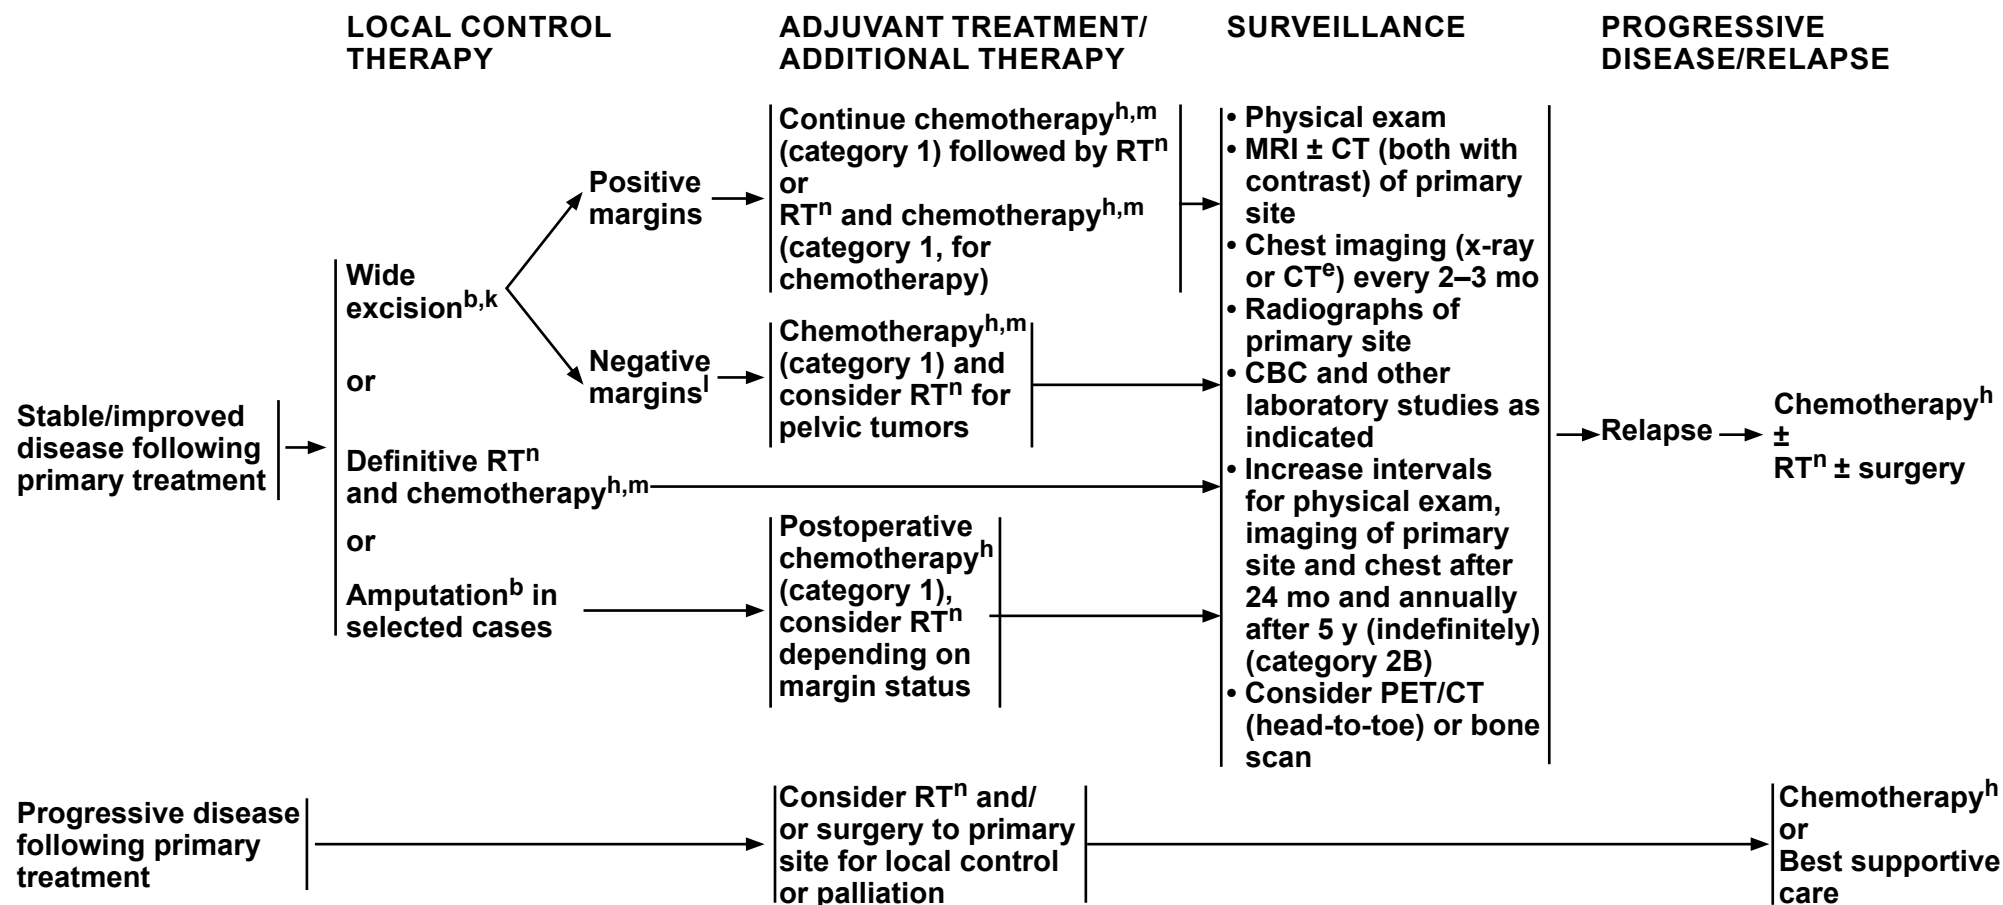 LOCAL CONTROL
THERAPY
ADJUVANT TREATMENT/
ADDITIONAL THERAPY
SURVEILLANCE
PROGRESSIVE
DISEASE/RELAPSE
Stable/improved
disease following
primary treatment
Wide
excisionb,k
or
Definitive RTn
and chemotherapyh,m
or
Amputationb in
selected cases
Positive
margins
Negative
marginsl
Continue chemotherapyh,m
(category 1) followed by RTn
or
RTn and chemotherapyh,m
(category 1, for
chemotherapy)
Chemotherapyh,m
(category 1) and
consider RTn for
pelvic tumors
Postoperative
chemotherapyh
(category 1),
consider RTn
depending on
margin status
• Physical exam
• MRI ± CT (both with
contrast) of primary
site
• Chest imaging (x-ray
or CTe) every 2–3 mo
• Radiographs of
primary site
• CBC and other
laboratory studies as
indicated
• Increase intervals
for physical exam,
imaging of primary
site and chest after
24 mo and annually
after 5 y (indefinitely)
(category 2B)
• Consider PET/CT
(head-to-toe) or bone
scan
Relapse
Chemotherapyh
±
RTn ± surgery
Progressive disease
following primary
treatment
Consider RTn and/
or surgery to primary
site for local control
or palliation
Chemotherapyh
or
Best supportive
care